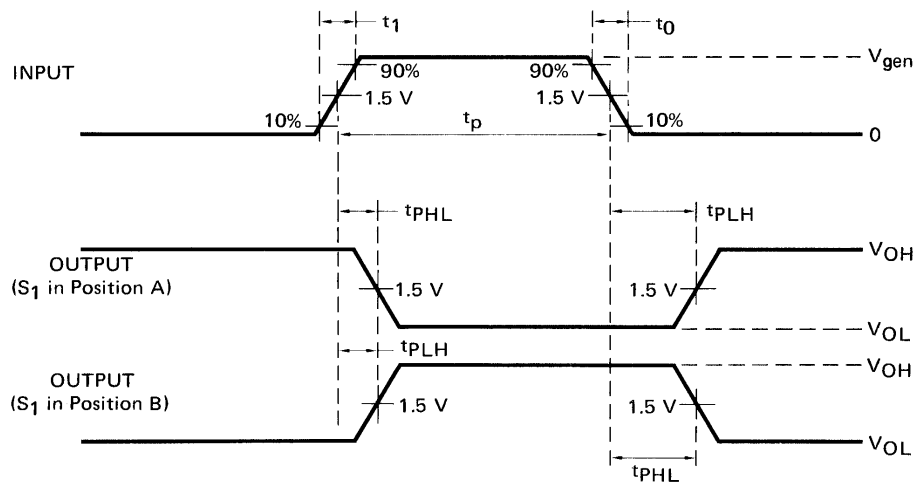 t1 t0
INPUT
90% 90% Vgen
1.5 V 1.5 V
10% tp 10% 0
tPHL tPLH
OUTPUT VOH
(S1 in Position A) 1.5 V 1.5 V
VOL
tPLH VOH
OUTPUT
(S1 in Position B) 1.5 V 1.5 V
VOL
tPHL